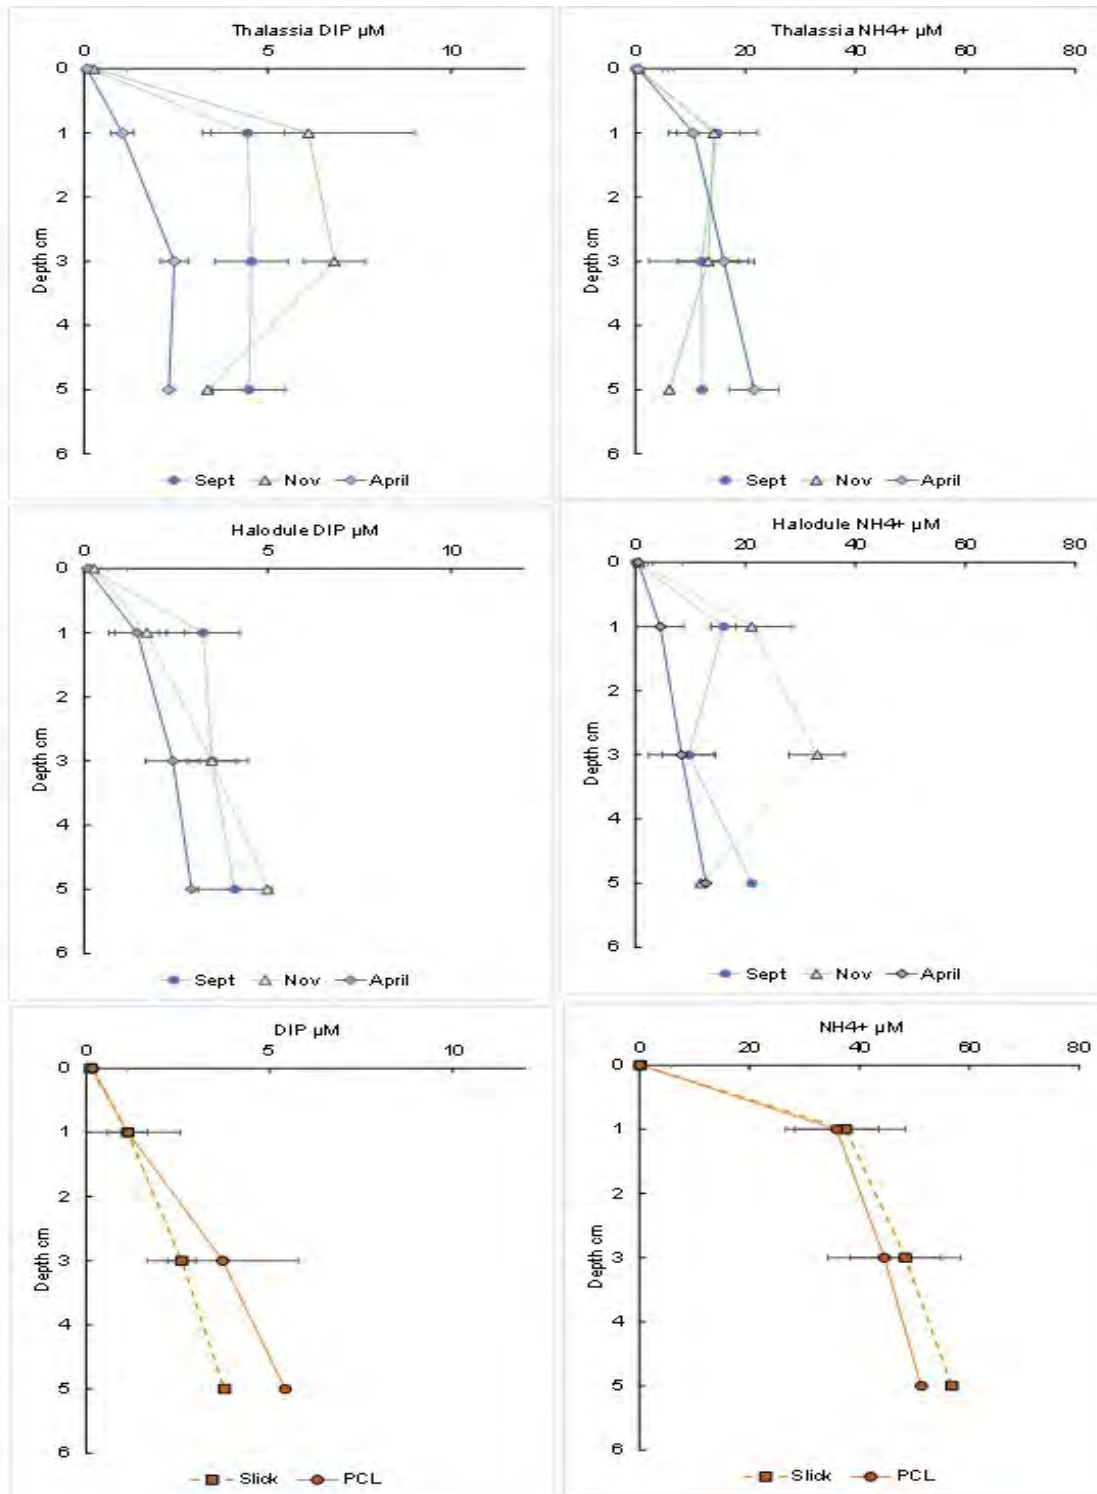 Thalassia DIP µM
0 5 10
0
1
2
3
4
5
6
Depth cm
Sept Nov April
Thalassia NH4+ µM
0 20 40 60 80
0
1
2
3
4
5
6
Depth cm
Sept Nov April
Halodule DIP µM
0 5 10
0
1
2
3
4
5
6
Depth cm
Sept Nov April
Halodule NH4+ µM
0 20 40 60 80
0
1
2
3
4
5
6
Depth cm
Sept Nov April
DIP µM
0 5 10
0
1
2
3
4
5
6
Depth cm
Slick PCL
NH4+ µM
0 20 40 60 80
0
1
2
3
4
5
6
Depth cm
Slick PCL